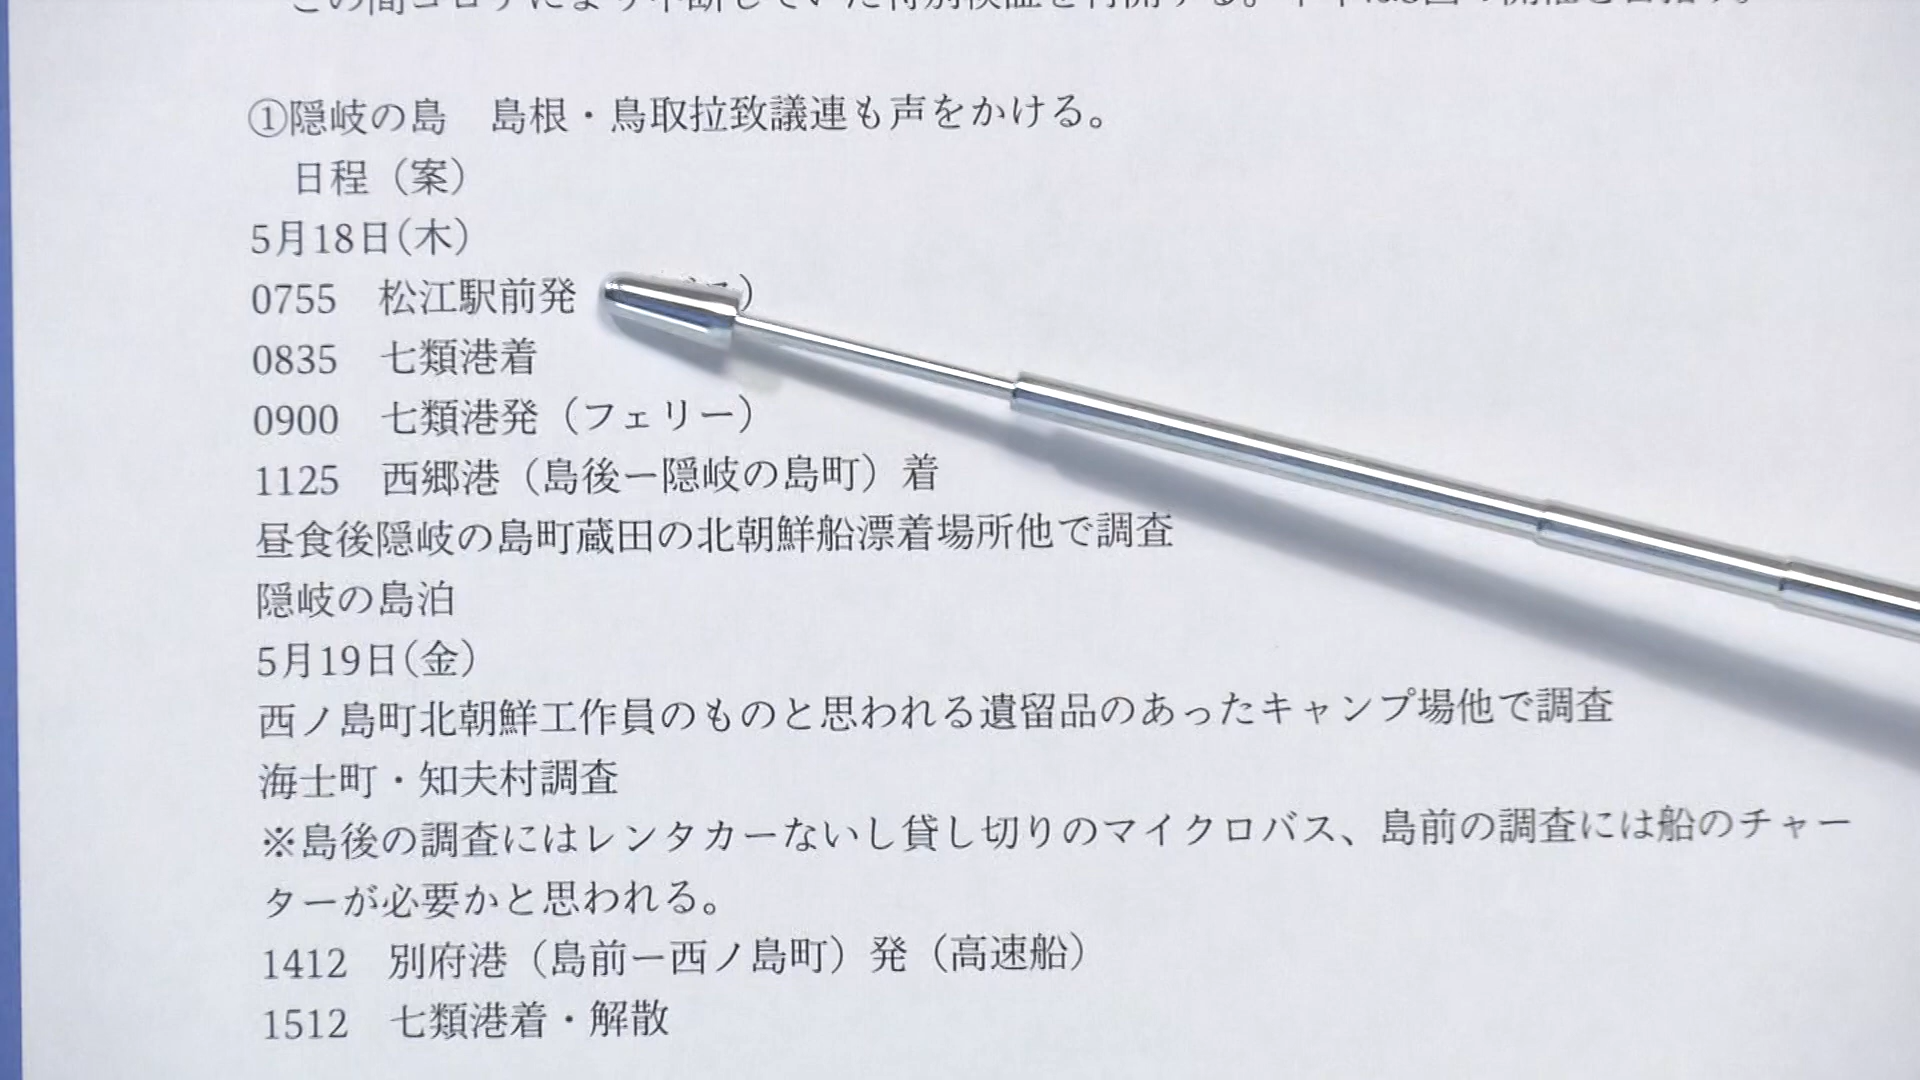 ①隠岐の島　島根・鳥取拉致議連も声をかける。
日程（案）
5月18日（木）
0755　松江駅前発
0835　七類港着
0900　七類港発（フェリー）
1125　西郷港（島後ー隠岐の島町）着
昼食後隠岐の島町蔵田の北朝鮮船漂着場所他で調査
隠岐の島泊
5月19日（金）
西ノ島町北朝鮮工作員のものと思われる遺留品のあったキャンプ場他で調査
海士町・知夫村調査
※島後の調査にはレンタカーないし貸し切りのマイクロバス、島前の調査には船のチャー
ターが必要かと思われる。
1412　別府港（島前ー西ノ島町）発（高速船）
1512　七類港着・解散